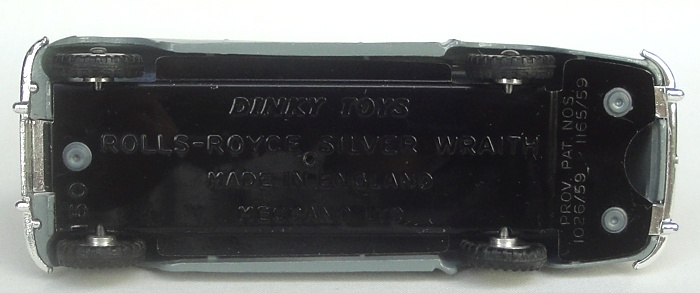 DINKY TOYS
ROLLS-ROYCE SILVER WRAITH
MADE IN ENGLAND
MECCANO LTD.
150
PROV. PAT NOS.
1026/59 1165/59